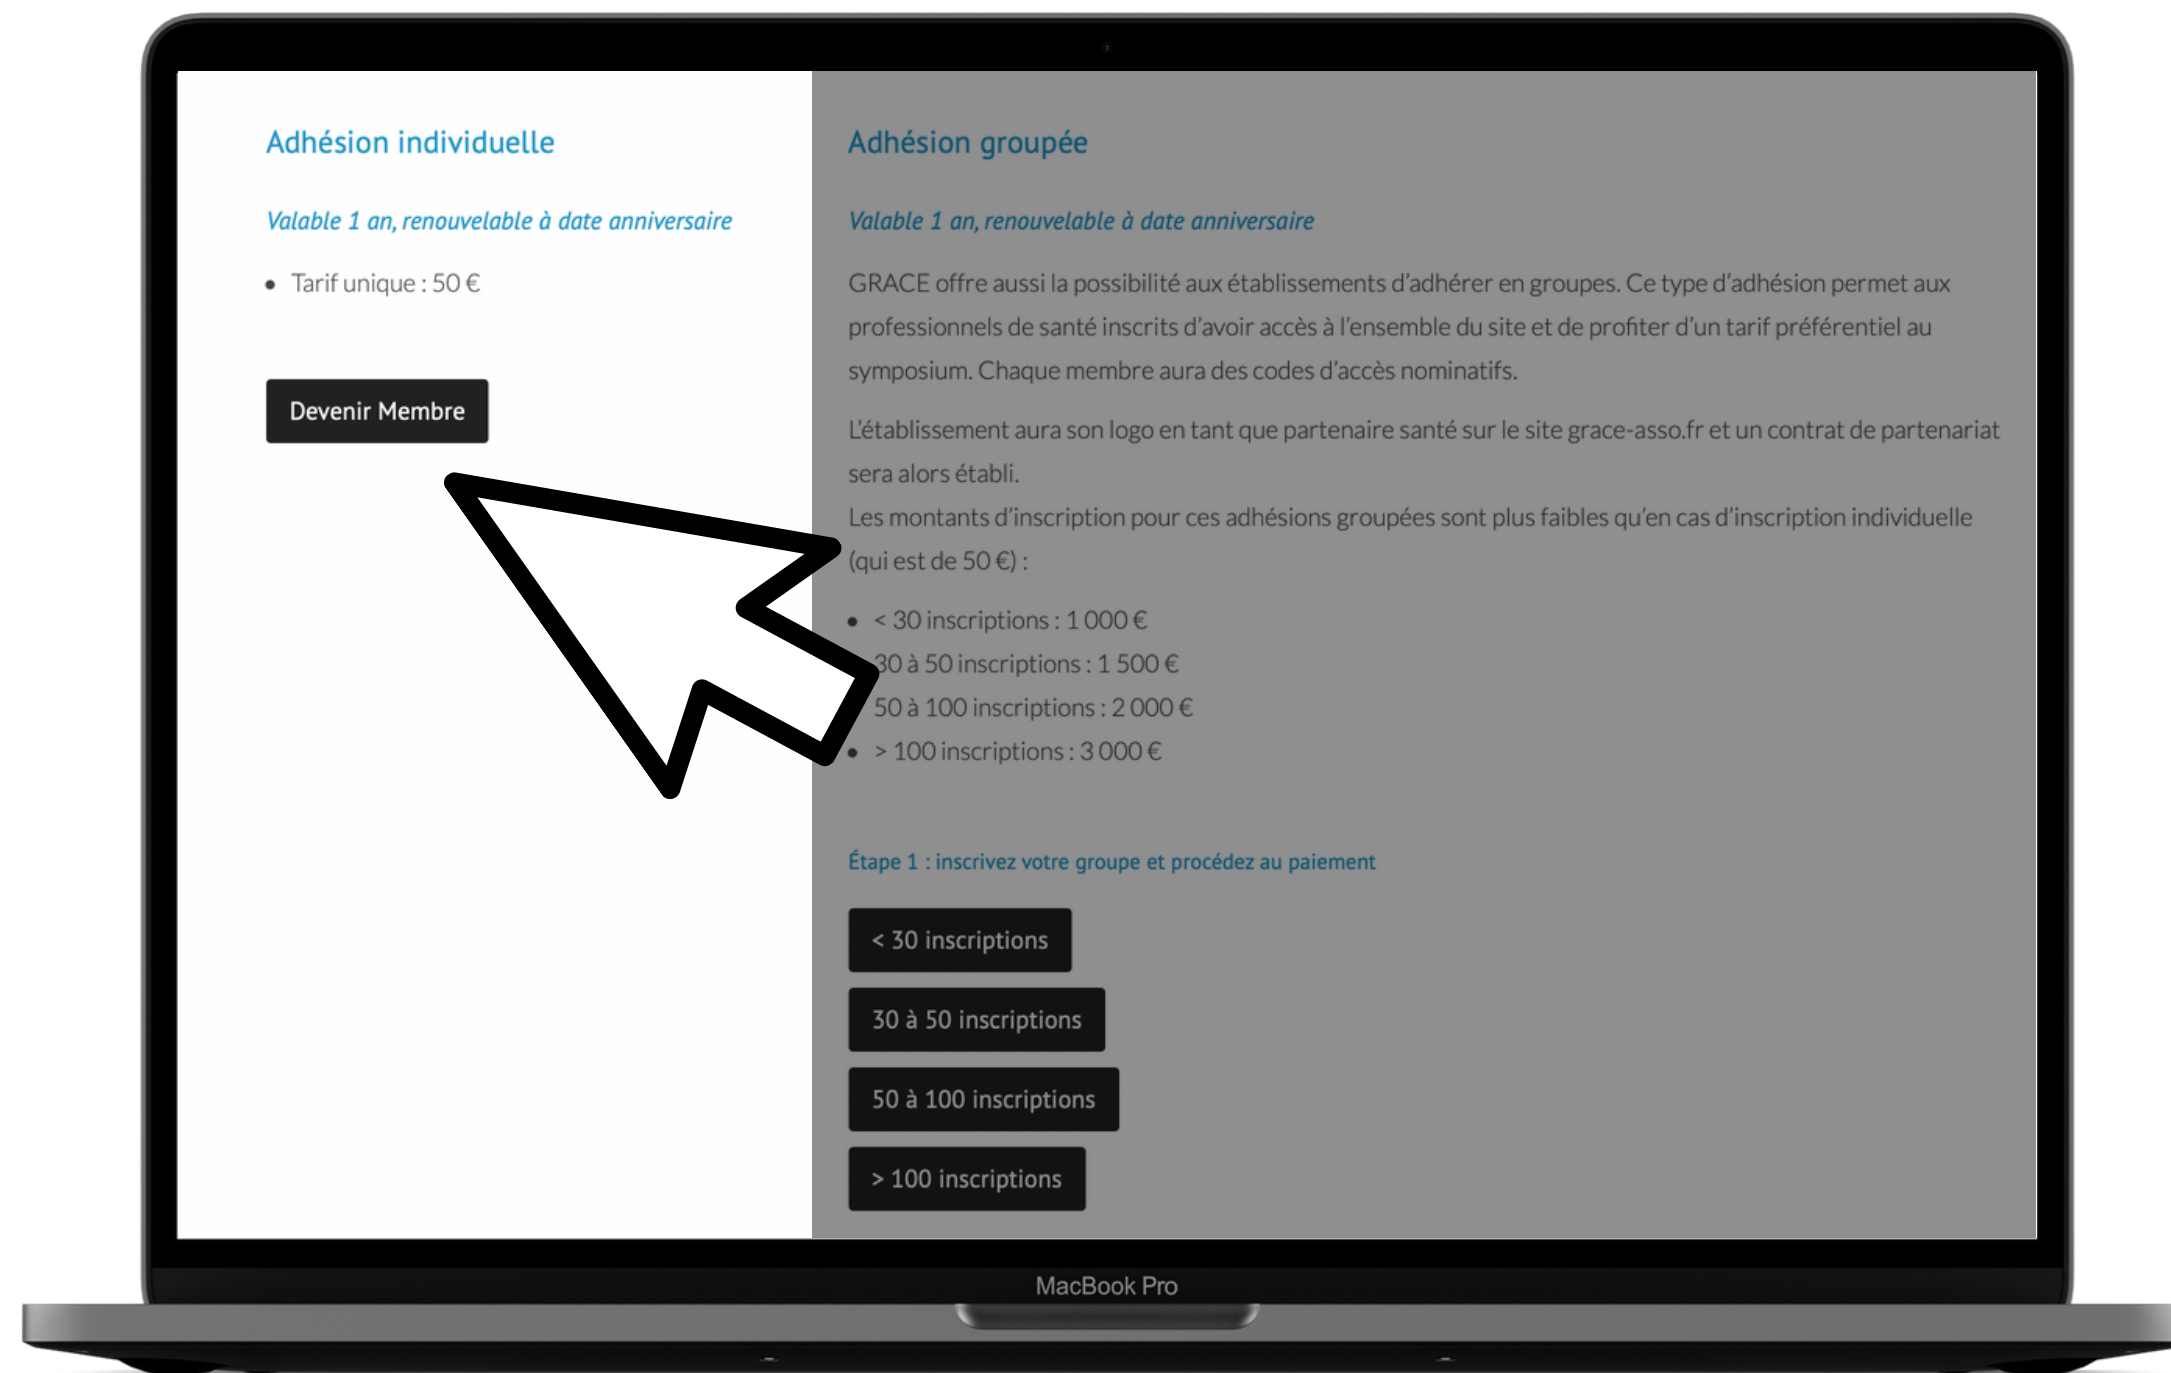 Adhésion individuelle
Valable 1 an, renouvelable à date anniversaire
• Tarif unique : 50 €
Devenir Membre
Adhésion groupée
Valable 1 an, renouvelable à date anniversaire
GRACE offre aussi la possibilité aux établissements d’adhérer en groupes. Ce type d’adhésion permet aux
professionnels de santé inscrits d’avoir accès à l’ensemble du site et de profiter d’un tarif préférentiel au
symposium. Chaque membre aura des codes d’accès nominatifs.
L’établissement aura son logo en tant que partenaire santé sur le site grace-asso.fr et un contrat de partenariat
sera alors établi.
Les montants d’inscription pour ces adhésions groupées sont plus faibles qu’en cas d’inscription individuelle
(qui est de 50 €) :
• < 30 inscriptions : 1 000 €
30 à 50 inscriptions : 1 500 €
50 à 100 inscriptions : 2 000 €
• > 100 inscriptions : 3 000 €
Étape 1 : inscrivez votre groupe et procédez au paiement
< 30 inscriptions
30 à 50 inscriptions
50 à 100 inscriptions
> 100 inscriptions
MacBook Pro